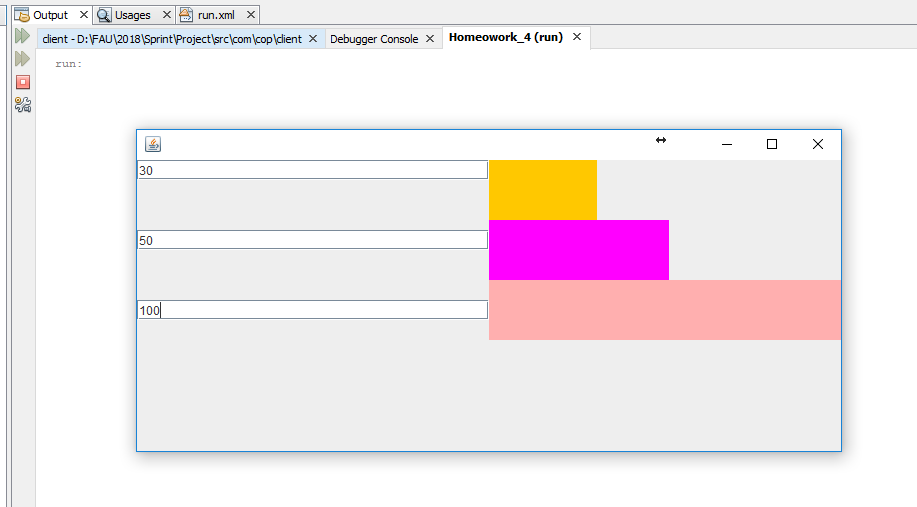 Output Usages run.xml
client - D:\FAU\2018\Sprint\Project\src\com\cop\client Debugger Console Homeowork_4 (run)
run:
30
50
100